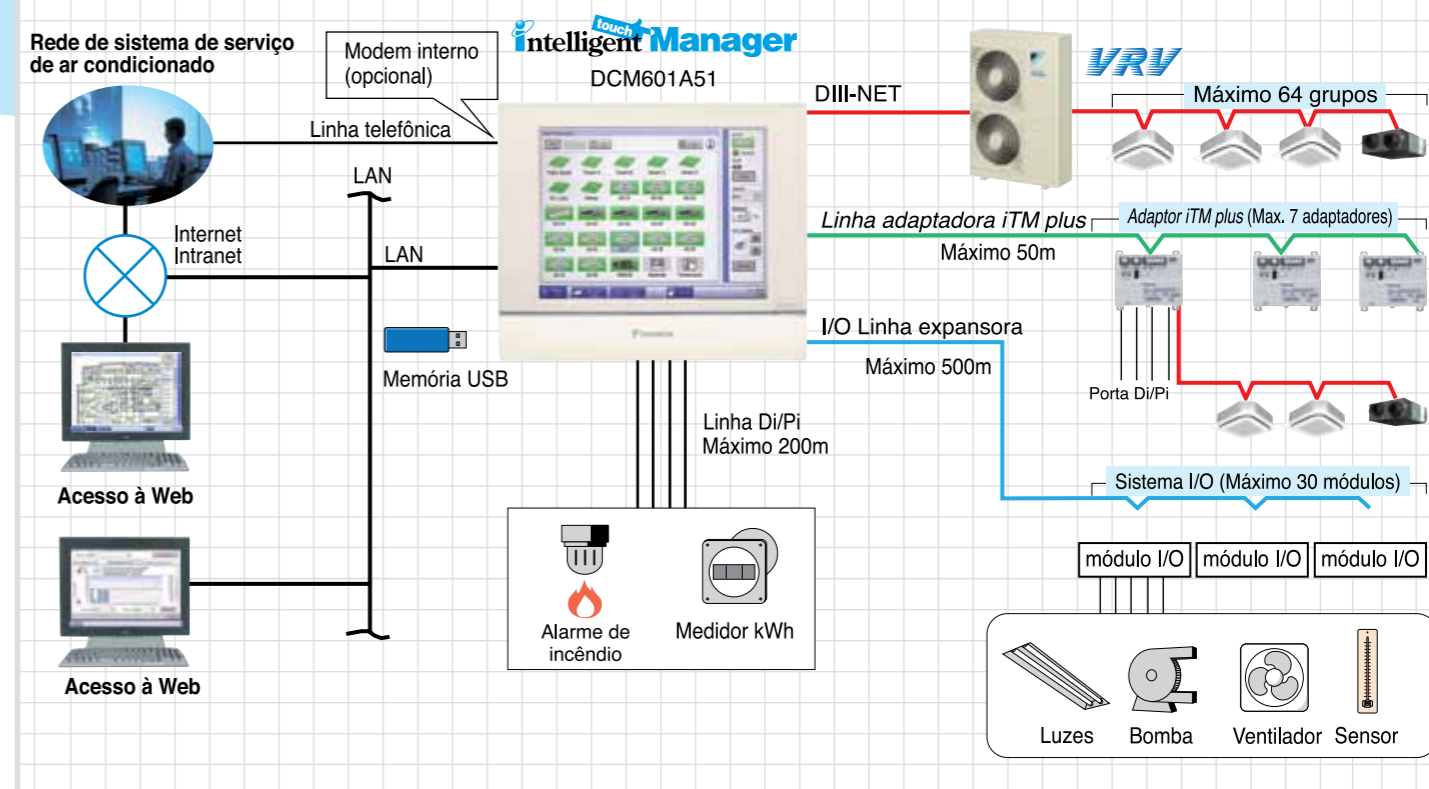 Rede de sistema de serviço
de ar condicionado
Modem interno
(opcional)
touch
intelligent Manager
DCM601A51
Linha telefônica
LAN
Internet
Intranet
LAN
Memória USB
Acesso à Web
Acesso à Web
DIII-NET
VRV
Máximo 64 grupos
Linha adaptadora iTM plus
Máximo 50m
Adaptor iTM plus (Max. 7 adaptadores)
Porta Di/Pi
I/O Linha expansora
Máximo 500m
Linha Di/Pi
Máximo 200m
Alarme de
incêndio
Medidor kWh
Sistema I/O (Máximo 30 módulos)
módulo I/O
módulo I/O
módulo I/O
Luzes
Bomba
Ventilador
Sensor